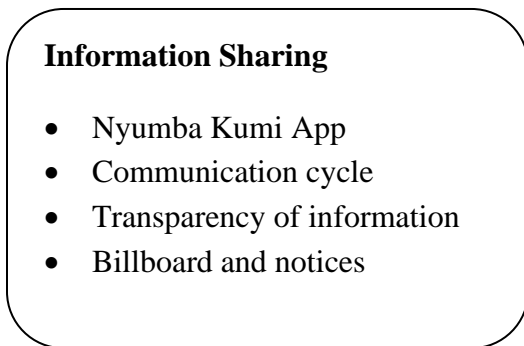 Information Sharing
• Nyumba Kumi App
• Communication cycle
• Transparency of information
• Billboard and notices